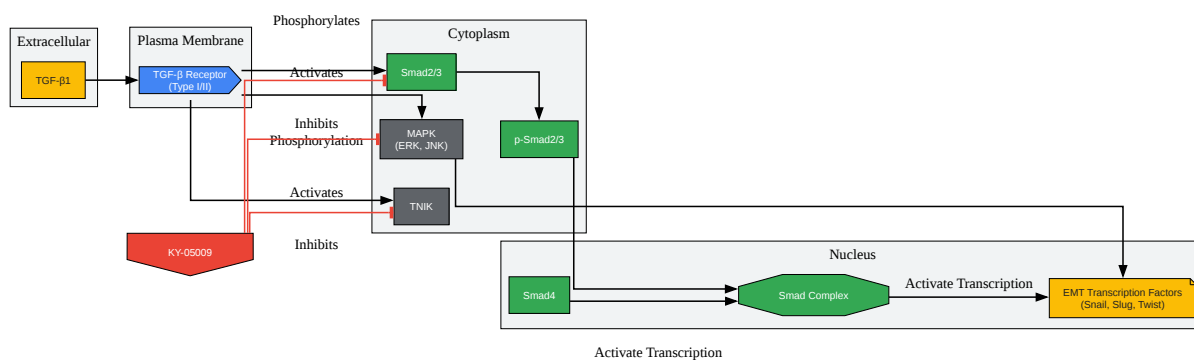 Phosphorylates
Extracellular
Plasma Membrane
Cytoplasm
TGF-β1
TGF-β Receptor
(Type I/II)
Activates
Smad2/3
Inhibits
Phosphorylation
MAPK
(ERK, JNK)
p-Smad2/3
Activates
TNIK
KY-05009
Inhibits
Nucleus
Smad4
Smad Complex
Activate Transcription
EMT Transcription Factors
(Snail, Slug, Twist)
Activate Transcription